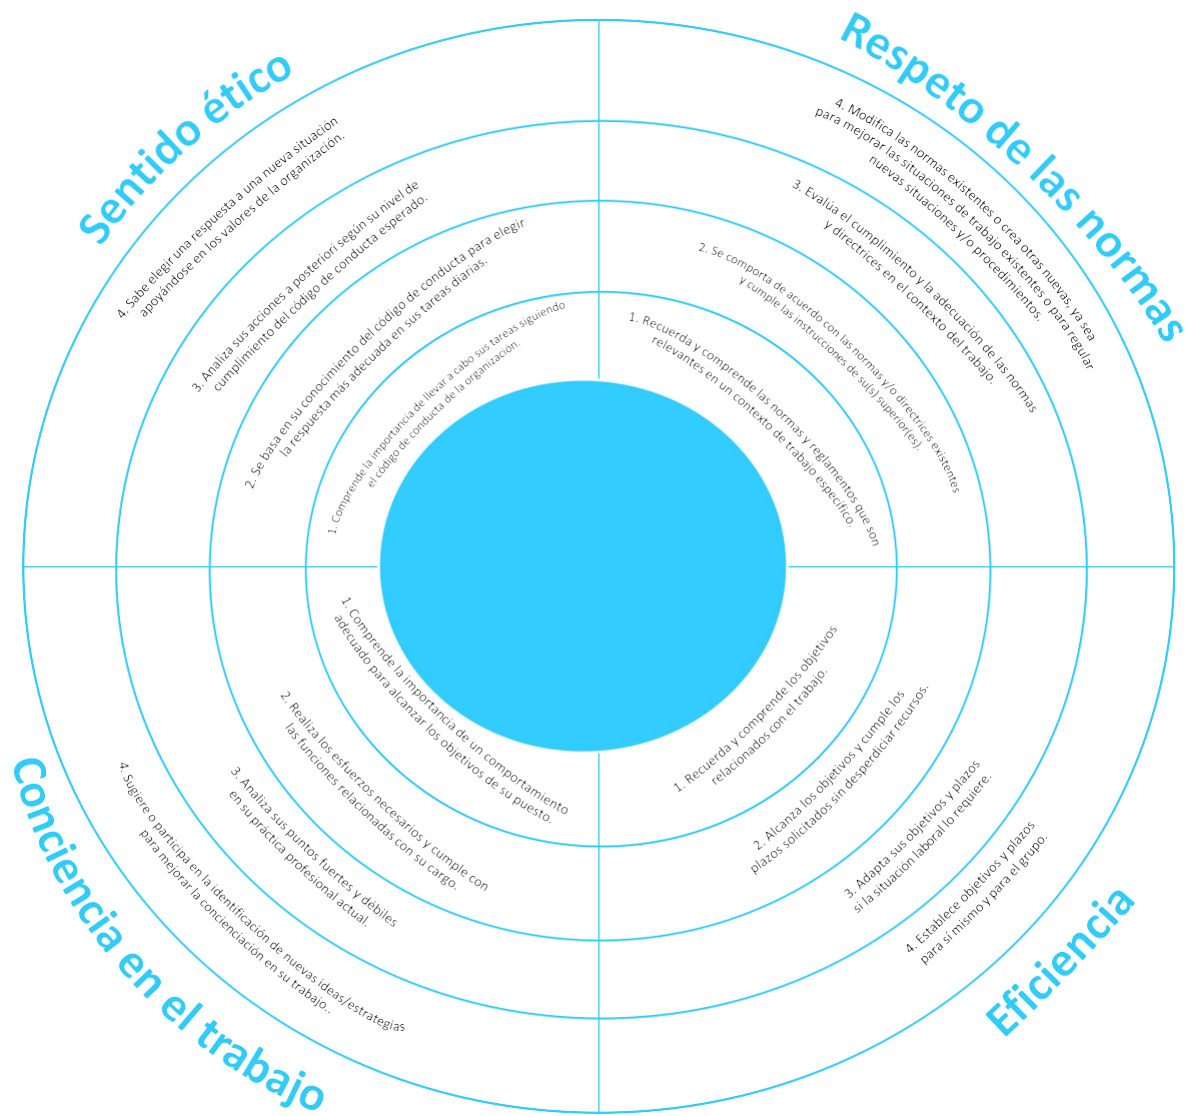 Sentido ético
4. Sabe elegir una respuesta a una nueva situación
apoyándose en los valores de la organización.
3. Analiza sus acciones a posteriori según su nivel de
cumplimiento del código de conducta esperado.
2. Se basa en su conocimiento del código de conducta para elegir
la respuesta más adecuada en sus tareas diarias.
1. Comprende la importancia de llevar a cabo sus tareas siguiendo
el código de conducta de la organización.
Respeto de las normas
4. Modifica las normas existentes o crea otras nuevas, ya sea
para mejorar las situaciones de trabajo existentes o para regular
nuevas situaciones y/o procedimientos.
3. Evalúa el cumplimiento y la adecuación de las normas
y directrices en el contexto del trabajo.
2. Se comporta de acuerdo con las normas y/o directrices existentes
y cumple las instrucciones de su(s) superior(es).
1. Recuerda y comprende las normas y reglamentos que son
relevantes en un contexto de trabajo específico.
Conciencia en el trabajo
1. Comprende la importancia de un comportamiento
adecuado para alcanzar los objetivos de su puesto.
2. Realiza los esfuerzos necesarios y cumple con
las funciones relacionadas con su cargo.
3. Analiza sus puntos fuertes y débiles
en su práctica profesional actual.
4. Sugiere o participa en la identificación de nuevas ideas/estrategias
para mejorar la concienciación en su trabajo..
Eficiencia
1. Recuerda y comprende los objetivos
relacionados con el trabajo.
2. Alcanza los objetivos y cumple los
plazos solicitados sin desperdiciar recursos.
3. Adapta sus objetivos y plazos
si la situación laboral lo requiere.
4. Establece objetivos y plazos
para sí mismo y para el grupo.